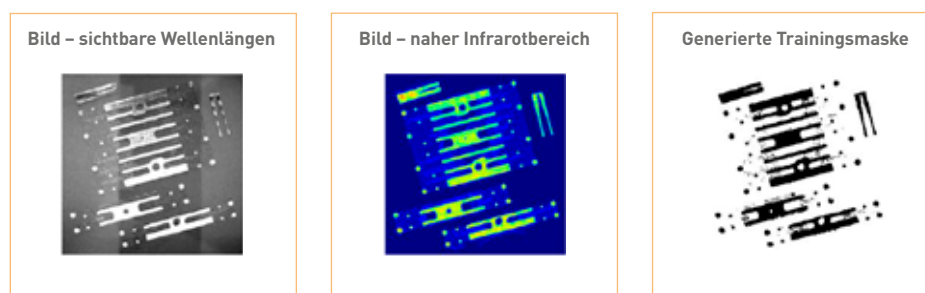 Bild – sichtbare Wellenlängen
Bild – naher Infrarotbereich
Generierte Trainingsmaske